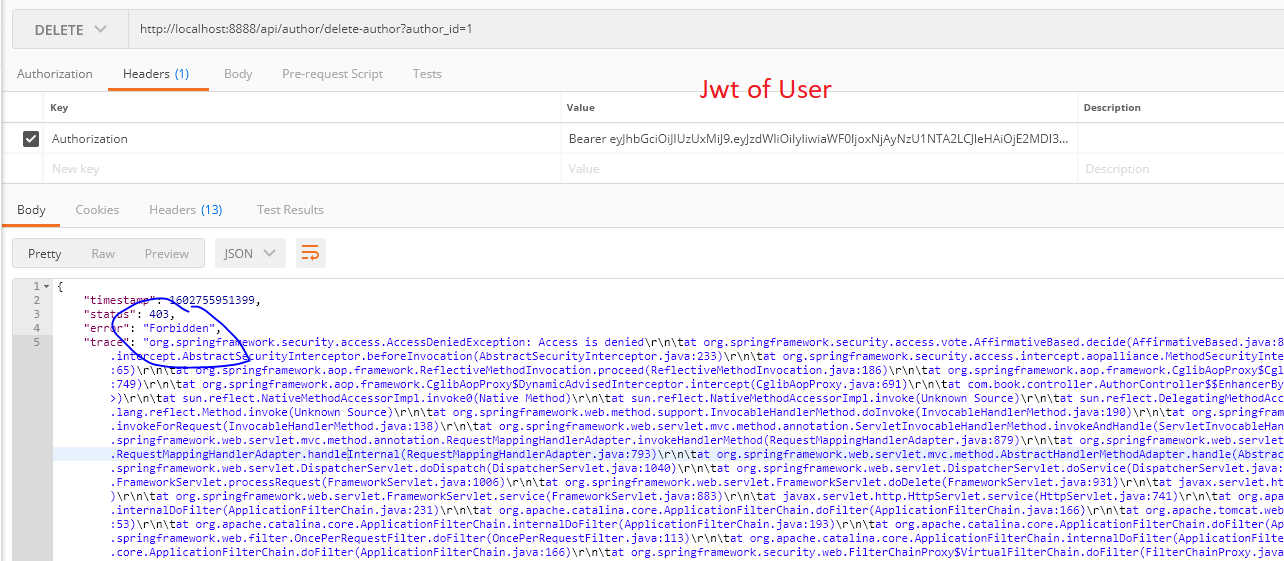 DELETE http://localhost:8888/api/author/delete-author?author_id=1
Authorization Headers (1) Body Pre-request Script Tests
Jwt of User
Key Value Description
Authorization Bearer eyJhbGciOiJIUzUxMiJ9.eyJzdWIiOiIyIiwiaWF0IjoxNjAyNzU1NTA2LCJleHAiOjE2MDI3...
New key Value Description
Body Cookies Headers (13) Test Results
Pretty Raw Preview JSON
1 {
2 "timestamp": 1602755951399,
3 "status": 403,
4 "error": "Forbidden",
5 "trace": "org.springframework.security.access.AccessDeniedException: Access is denied\r\n\tat org.springframework.security.access.vote.AffirmativeBased.decide(AffirmativeBased.java:8
.intercept.AbstractSecurityInterceptor.beforeInvocation(AbstractSecurityInterceptor.java:233)\r\n\tat org.springframework.security.access.intercept.aopalliance.MethodSecurityInt
:65)\r\n\tat org.springframework.aop.framework.ReflectiveMethodInvocation.proceed(ReflectiveMethodInvocation.java:186)\r\n\tat org.springframework.aop.framework.CglibAopProxy$Cgl
:749)\r\n\tat org.springframework.aop.framework.CglibAopProxy$DynamicAdvisedInterceptor.intercept(CglibAopProxy.java:691)\r\n\tat com.book.controller.AuthorController$$EnhancerBy
>)\r\n\tat sun.reflect.NativeMethodAccessorImpl.invoke0(Native Method)\r\n\tat sun.reflect.NativeMethodAccessorImpl.invoke(Unknown Source)\r\n\tat sun.reflect.DelegatingMethodAcc
.lang.reflect.Method.invoke(Unknown Source)\r\n\tat org.springframework.web.method.support.InvocableHandlerMethod.doInvoke(InvocableHandlerMethod.java:190)\r\n\tat org.springframework
.invokeForRequest(InvocableHandlerMethod.java:138)\r\n\tat org.springframework.web.servlet.mvc.method.annotation.ServletInvocableHandlerMethod.invokeAndHandle(ServletInvocableHan
.springframework.web.servlet.mvc.method.annotation.RequestMappingHandlerAdapter.invokeHandlerMethod(RequestMappingHandlerAdapter.java:879)\r\n\tat org.springframework.web.servlet
.RequestMappingHandlerAdapter.handleInternal(RequestMappingHandlerAdapter.java:793)\r\n\tat org.springframework.web.servlet.mvc.method.AbstractHandlerMethodAdapter.handle(Abstrac
.springframework.web.servlet.DispatcherServlet.doDispatch(DispatcherServlet.java:1040)\r\n\tat org.springframework.web.servlet.DispatcherServlet.doService(DispatcherServlet.java:
.FrameworkServlet.processRequest(FrameworkServlet.java:1006)\r\n\tat org.springframework.web.servlet.FrameworkServlet.doDelete(FrameworkServlet.java:931)\r\n\tat javax.servlet.ht
)\r\n\tat org.springframework.web.servlet.FrameworkServlet.service(FrameworkServlet.java:883)\r\n\tat javax.servlet.http.HttpServlet.service(HttpServlet.java:741)\r\n\tat org.apa
.internalDoFilter(ApplicationFilterChain.java:231)\r\n\tat org.apache.catalina.core.ApplicationFilterChain.doFilter(ApplicationFilterChain.java:166)\r\n\tat org.apache.tomcat.web
:53)\r\n\tat org.apache.catalina.core.ApplicationFilterChain.internalDoFilter(ApplicationFilterChain.java:193)\r\n\tat org.apache.catalina.core.ApplicationFilterChain.doFilter(Ap
.springframework.web.filter.OncePerRequestFilter.doFilter(OncePerRequestFilter.java:113)\r\n\tat org.apache.catalina.core.ApplicationFilterChain.internalDoFilter(ApplicationFilte
.core.ApplicationFilterChain.doFilter(ApplicationFilterChain.java:166)\r\n\tat org.springframework.security.web.FilterChainProxy$VirtualFilterChain.doFilter(FilterChainProxy.java